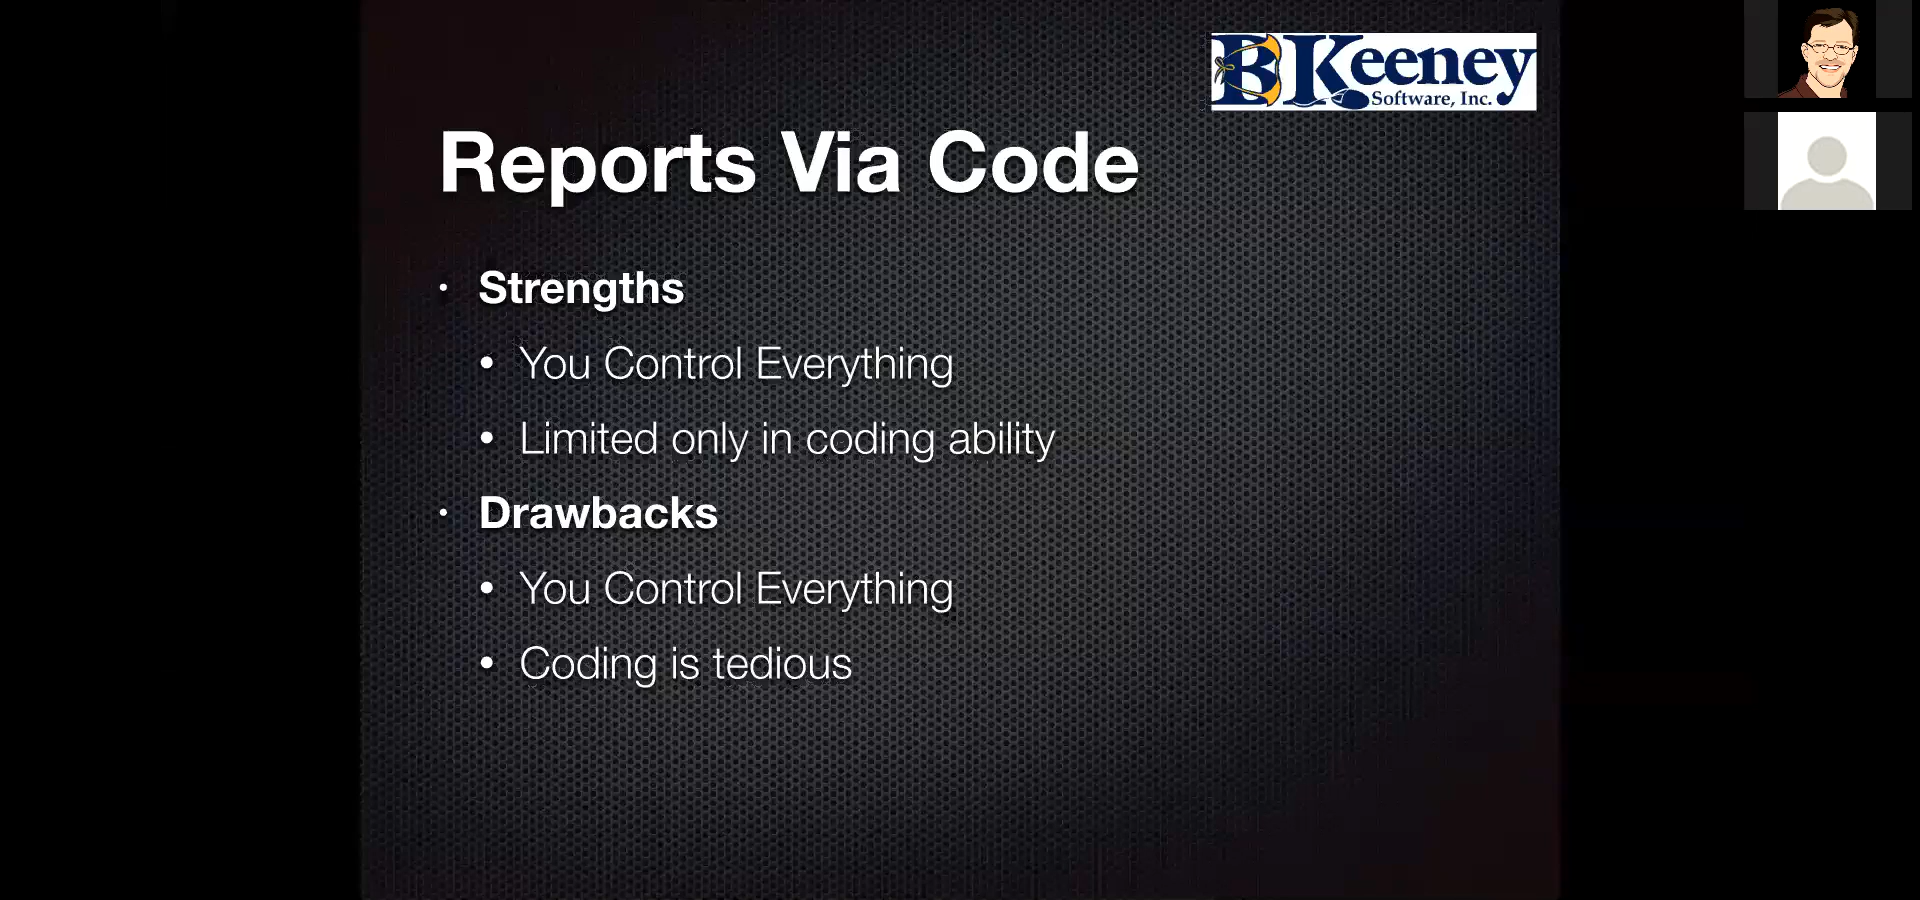 BKeeney
Software, Inc.
Reports Via Code
Strengths
You Control Everything
Limited only in coding ability
Drawbacks
You Control Everything
Coding is tedious